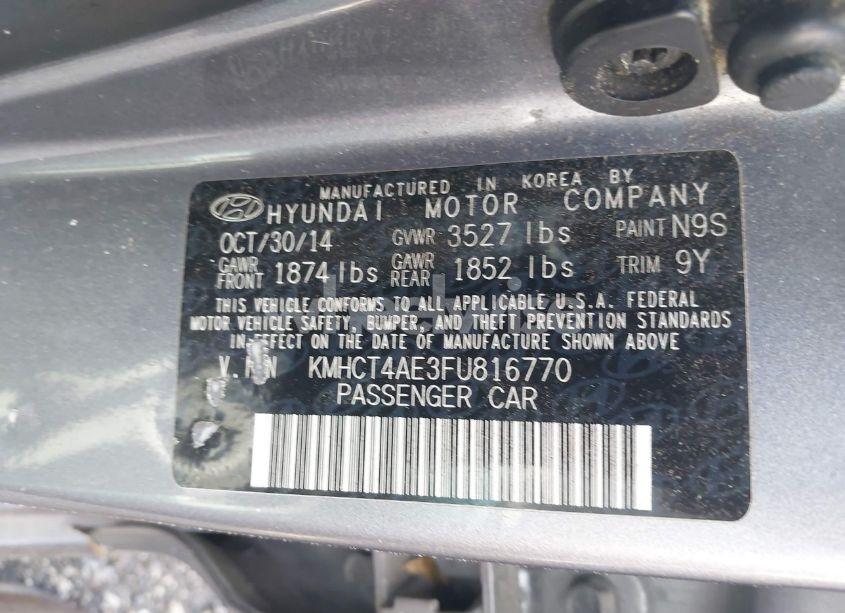 MANUFACTURED IN KOREA BY
HYUNDAI MOTOR COMPANY
OCT/30/14 GVWR 3527 lbs PAINT N9S
GAWR FRONT 1874 lbs GAWR REAR 1852 lbs TRIM 9Y
THIS VEHICLE CONFORMS TO ALL APPLICABLE U.S.A. FEDERAL
MOTOR VEHICLE SAFETY, BUMPER, AND THEFT PREVENTION STANDARDS
IN EFFECT ON THE DATE OF MANUFACTURE SHOWN ABOVE
V.I.N KMHCT4AE3FU816770
PASSENGER CAR